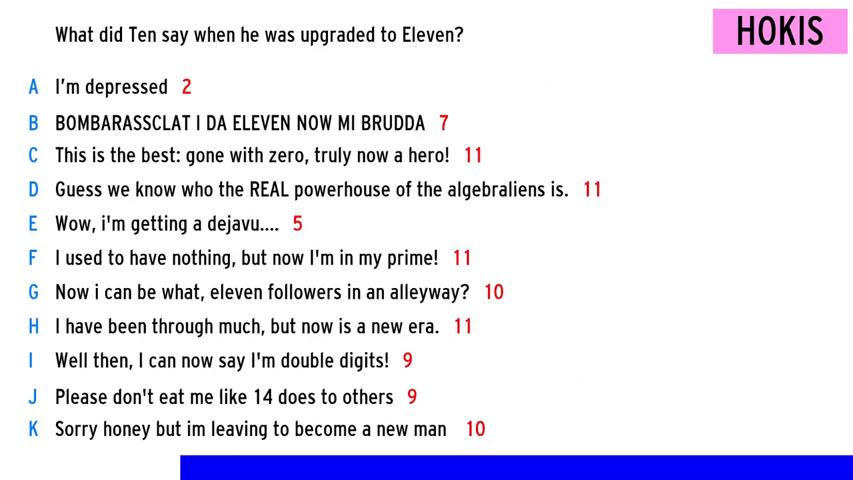 What did Ten say when he was upgraded to Eleven?
HOKIS
A I'm depressed 2
B BOMBARASSCLAT I DA ELEVEN NOW MI BRUDDA 7
C This is the best: gone with zero, truly now a hero! 11
D Guess we know who the REAL powerhouse of the algebraliens is. 11
E Wow, i'm getting a dejavu.... 5
F I used to have nothing, but now I'm in my prime! 11
G Now i can be what, eleven followers in an alleyway? 10
H I have been through much, but now is a new era. 11
I Well then, I can now say I'm double digits! 9
J Please don't eat me like 14 does to others 9
K Sorry honey but im leaving to become a new man 10